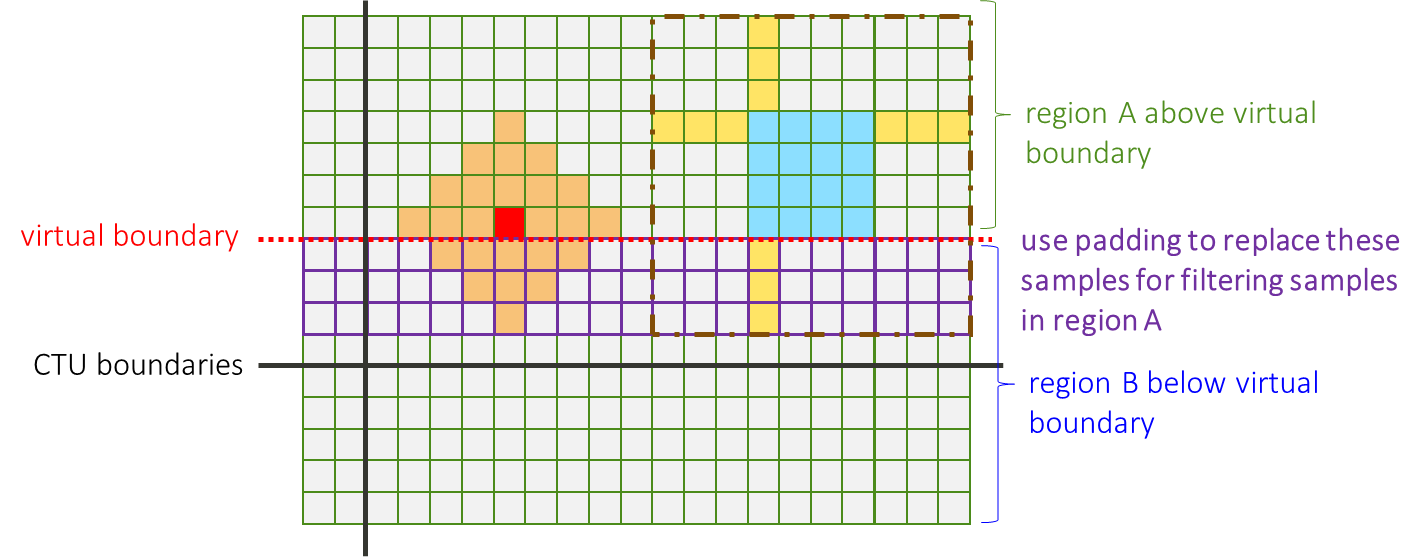 region A above virtual
boundary
virtual boundary
use padding to replace these
samples for filtering samples
in region A
CTU boundaries
region B below virtual
boundary